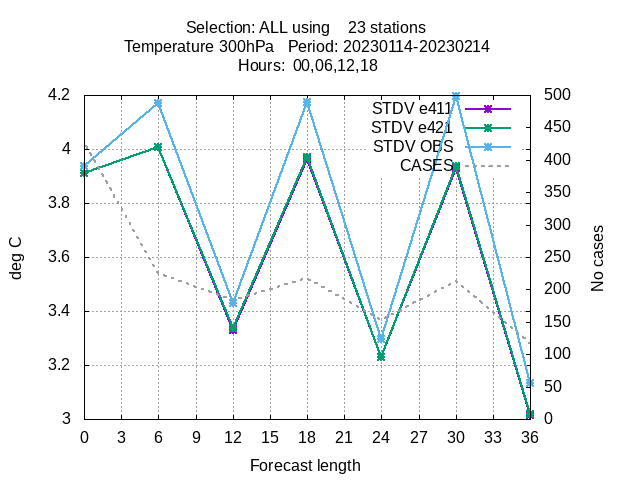 Selection: ALL using    23 stations
Temperature 300hPa   Period: 20230114-20230214
Hours:  00,06,12,18
STDV e411
STDV e421
STDV OBS
CASES
4.2
4
3.8
3.6
3.4
3.2
3
500
450
400
350
300
250
200
150
100
50
0
deg C
No cases
0 3 6 9 12 15 18 21 24 27 30 33 36
Forecast length